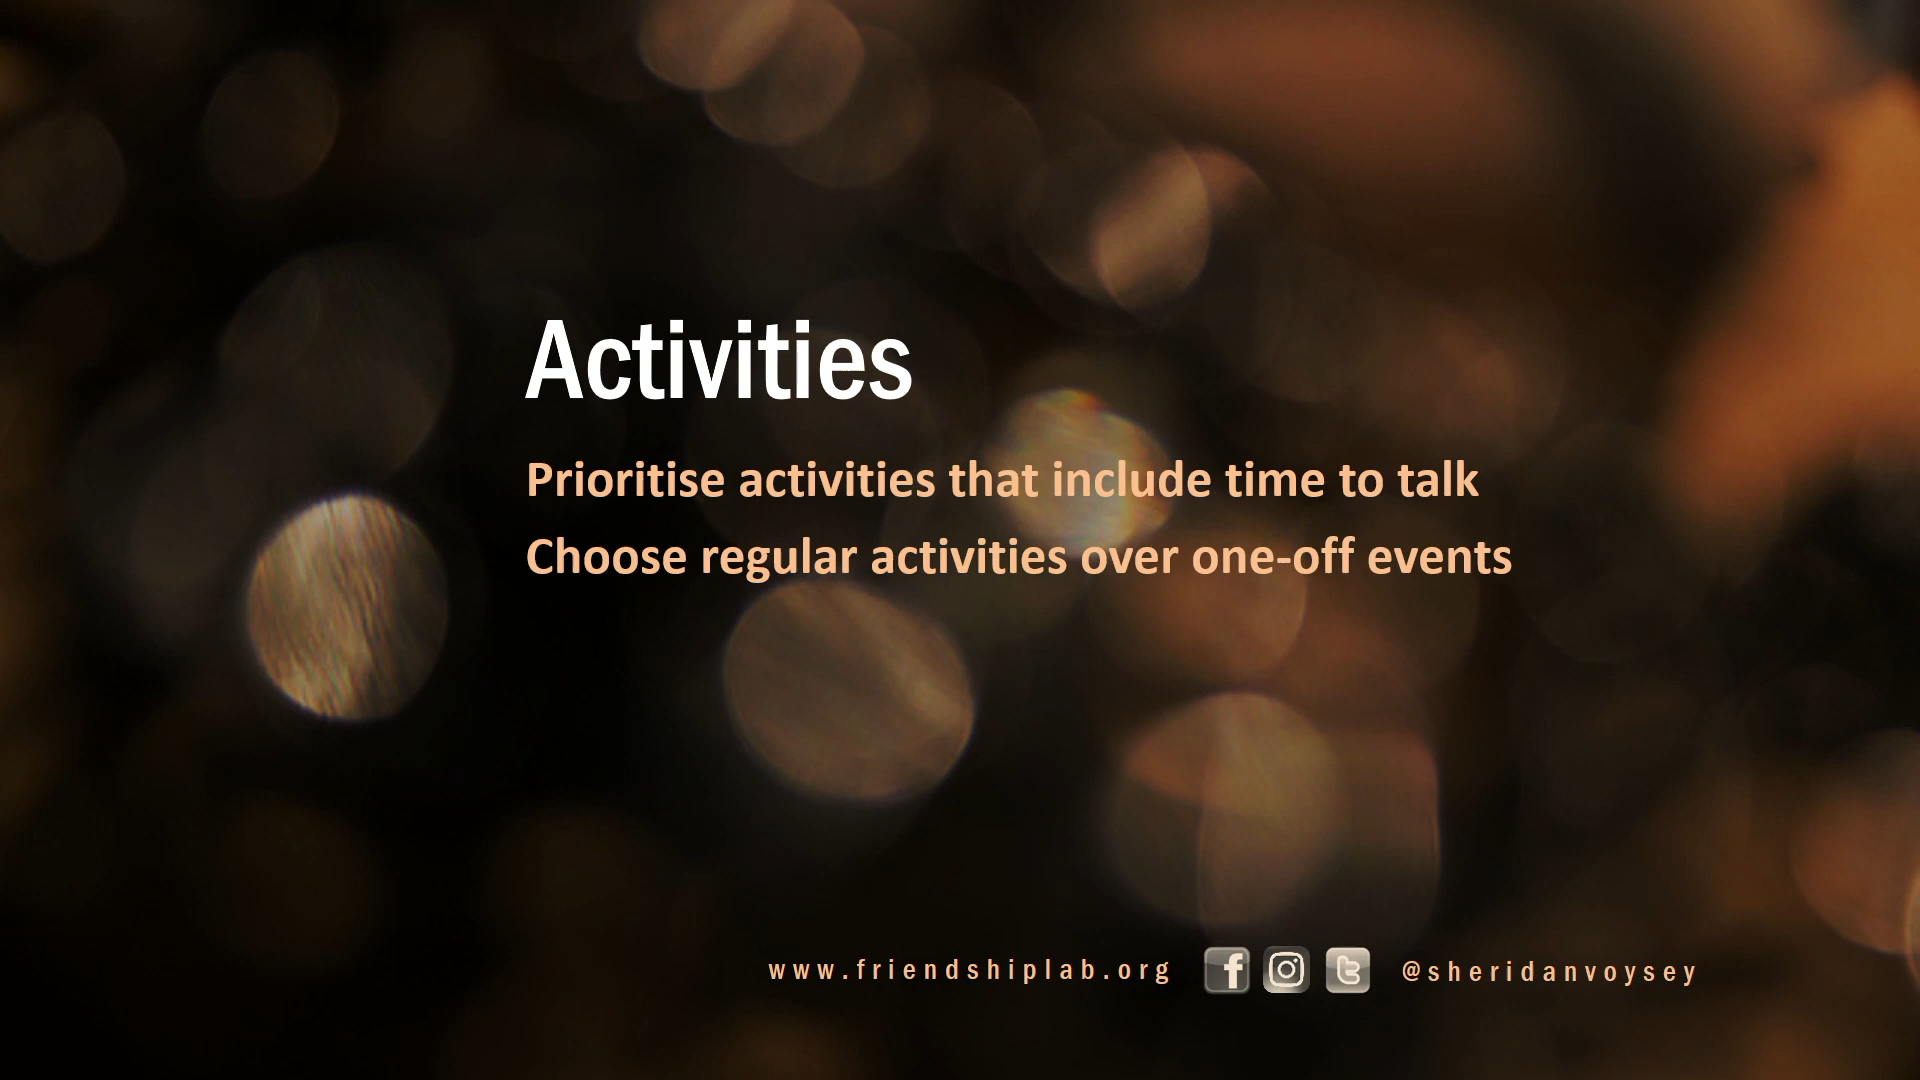 Activities
Prioritise activities that include time to talk
Choose regular activities over one-off events
www.friendshiplab.org @sheridanvoysey